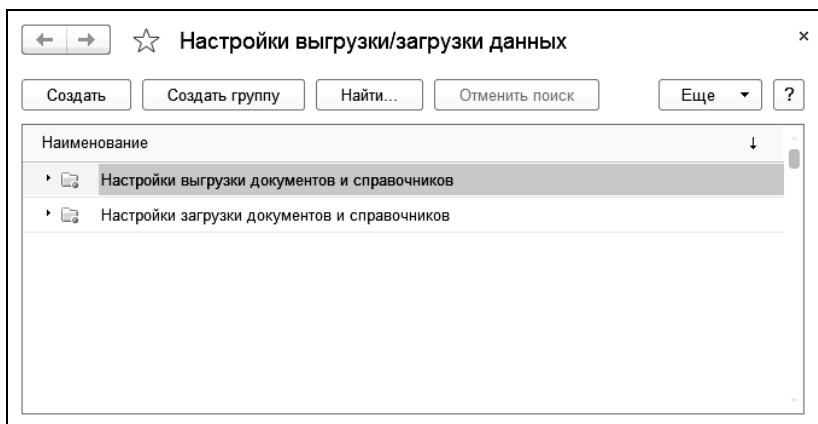 Настройки выгрузки/загрузки данных
Создать Создать группу Найти... Отменить поиск Еще ?
Наименование
Настройки выгрузки документов и справочников
Настройки загрузки документов и справочников